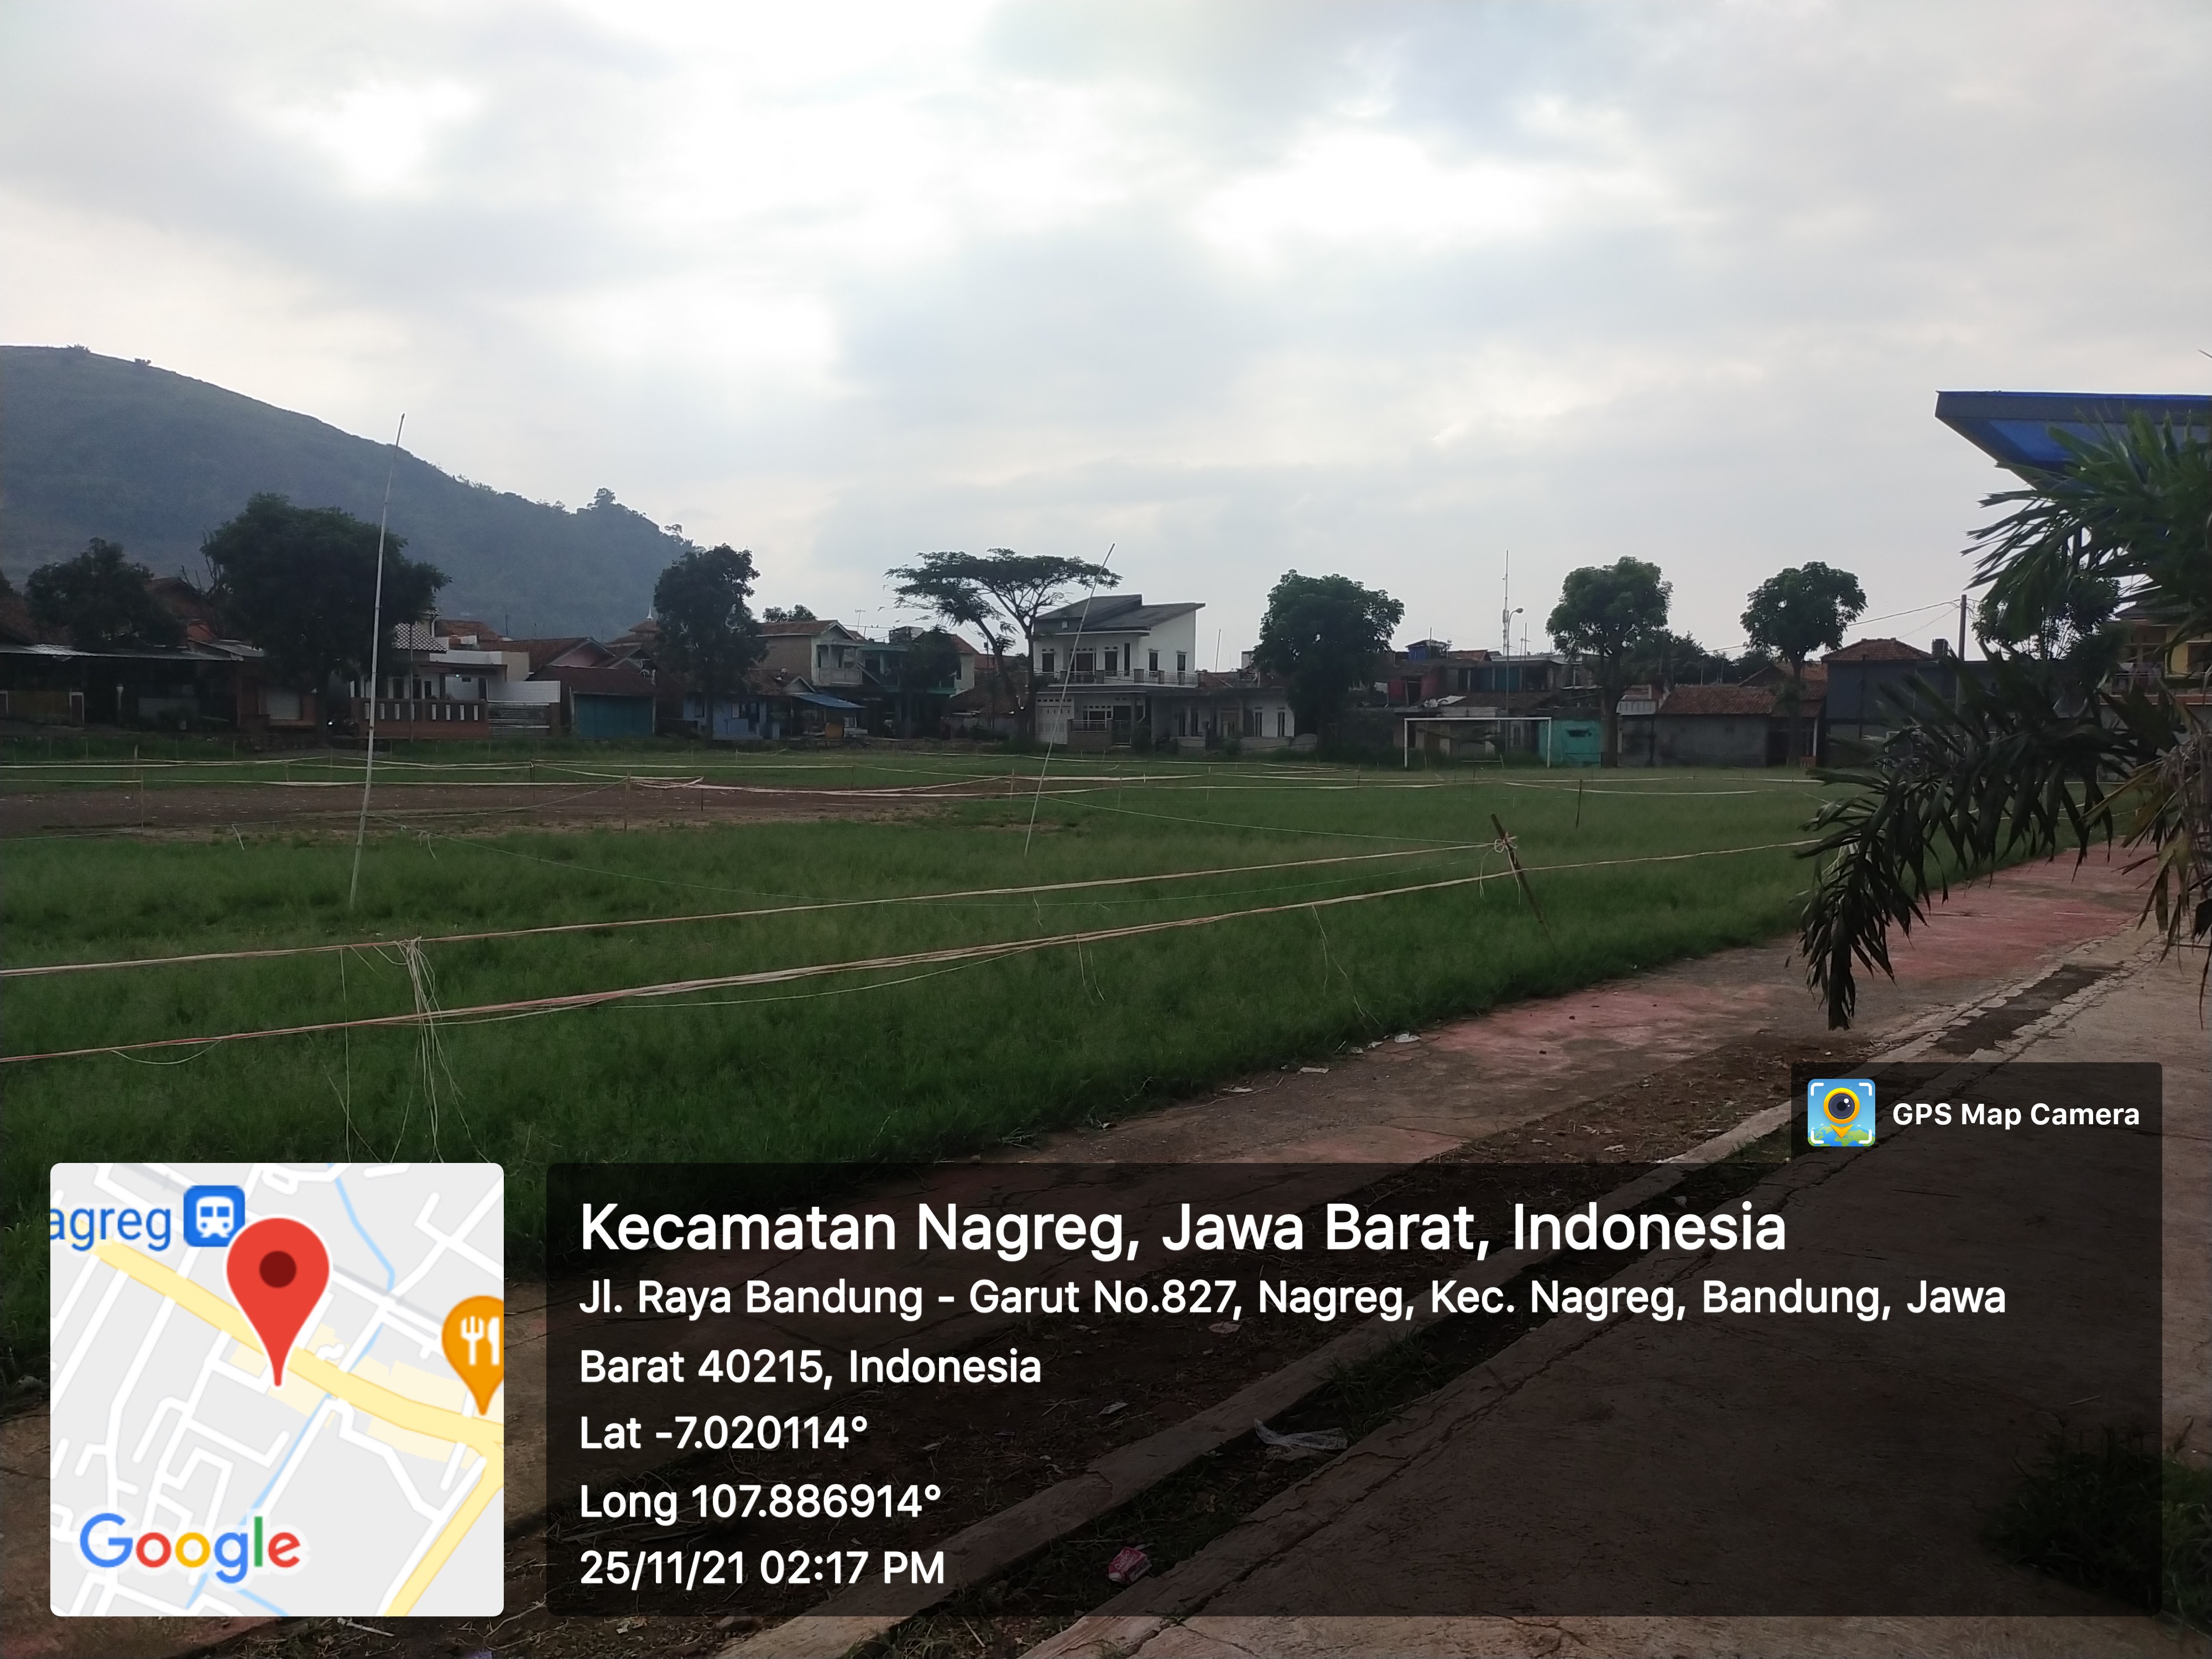 GPS Map Camera
agreg
Google
Kecamatan Nagreg, Jawa Barat, Indonesia
Jl. Raya Bandung - Garut No.827, Nagreg, Kec. Nagreg, Bandung, Jawa
Barat 40215, Indonesia
Lat -7.020114°
Long 107.886914°
25/11/21 02:17 PM